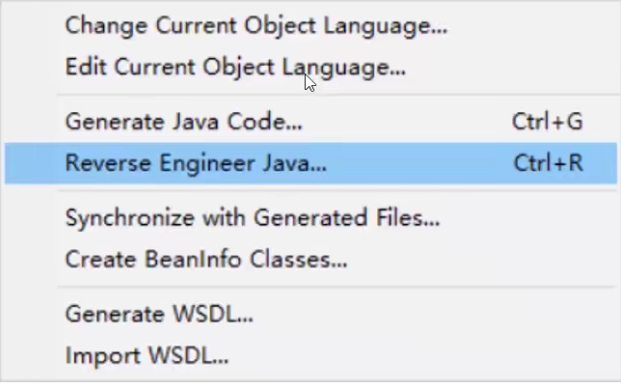 Change Current Object Language...
Edit Current Object Language...
Generate Java Code... Ctrl+G
Reverse Engineer Java... Ctrl+R
Synchronize with Generated Files...
Create BeanInfo Classes...
Generate WSDL...
Import WSDL...